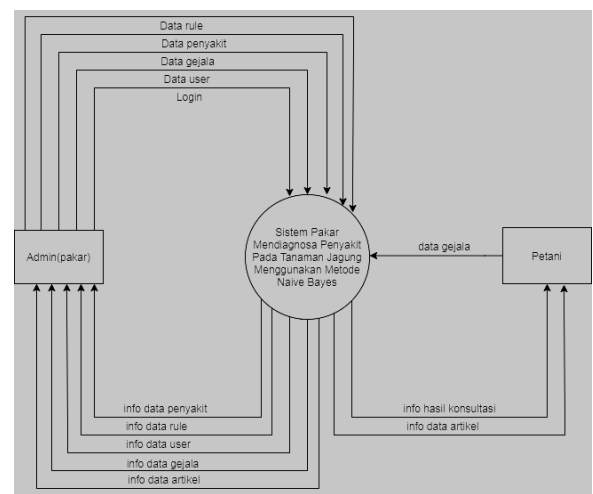 Data rule
Data penyakit
Data gejala
Data user
Login
Admin(pakar)
Sistem Pakar
Mendiagnosa Penyakit
Pada Tanaman Jagung
Menggunakan Metode
Naive Bayes
data gejala
Petani
info data penyakit
info data rule
info data user
info data gejala
info data artikel
info hasil konsultasi
info data artikel